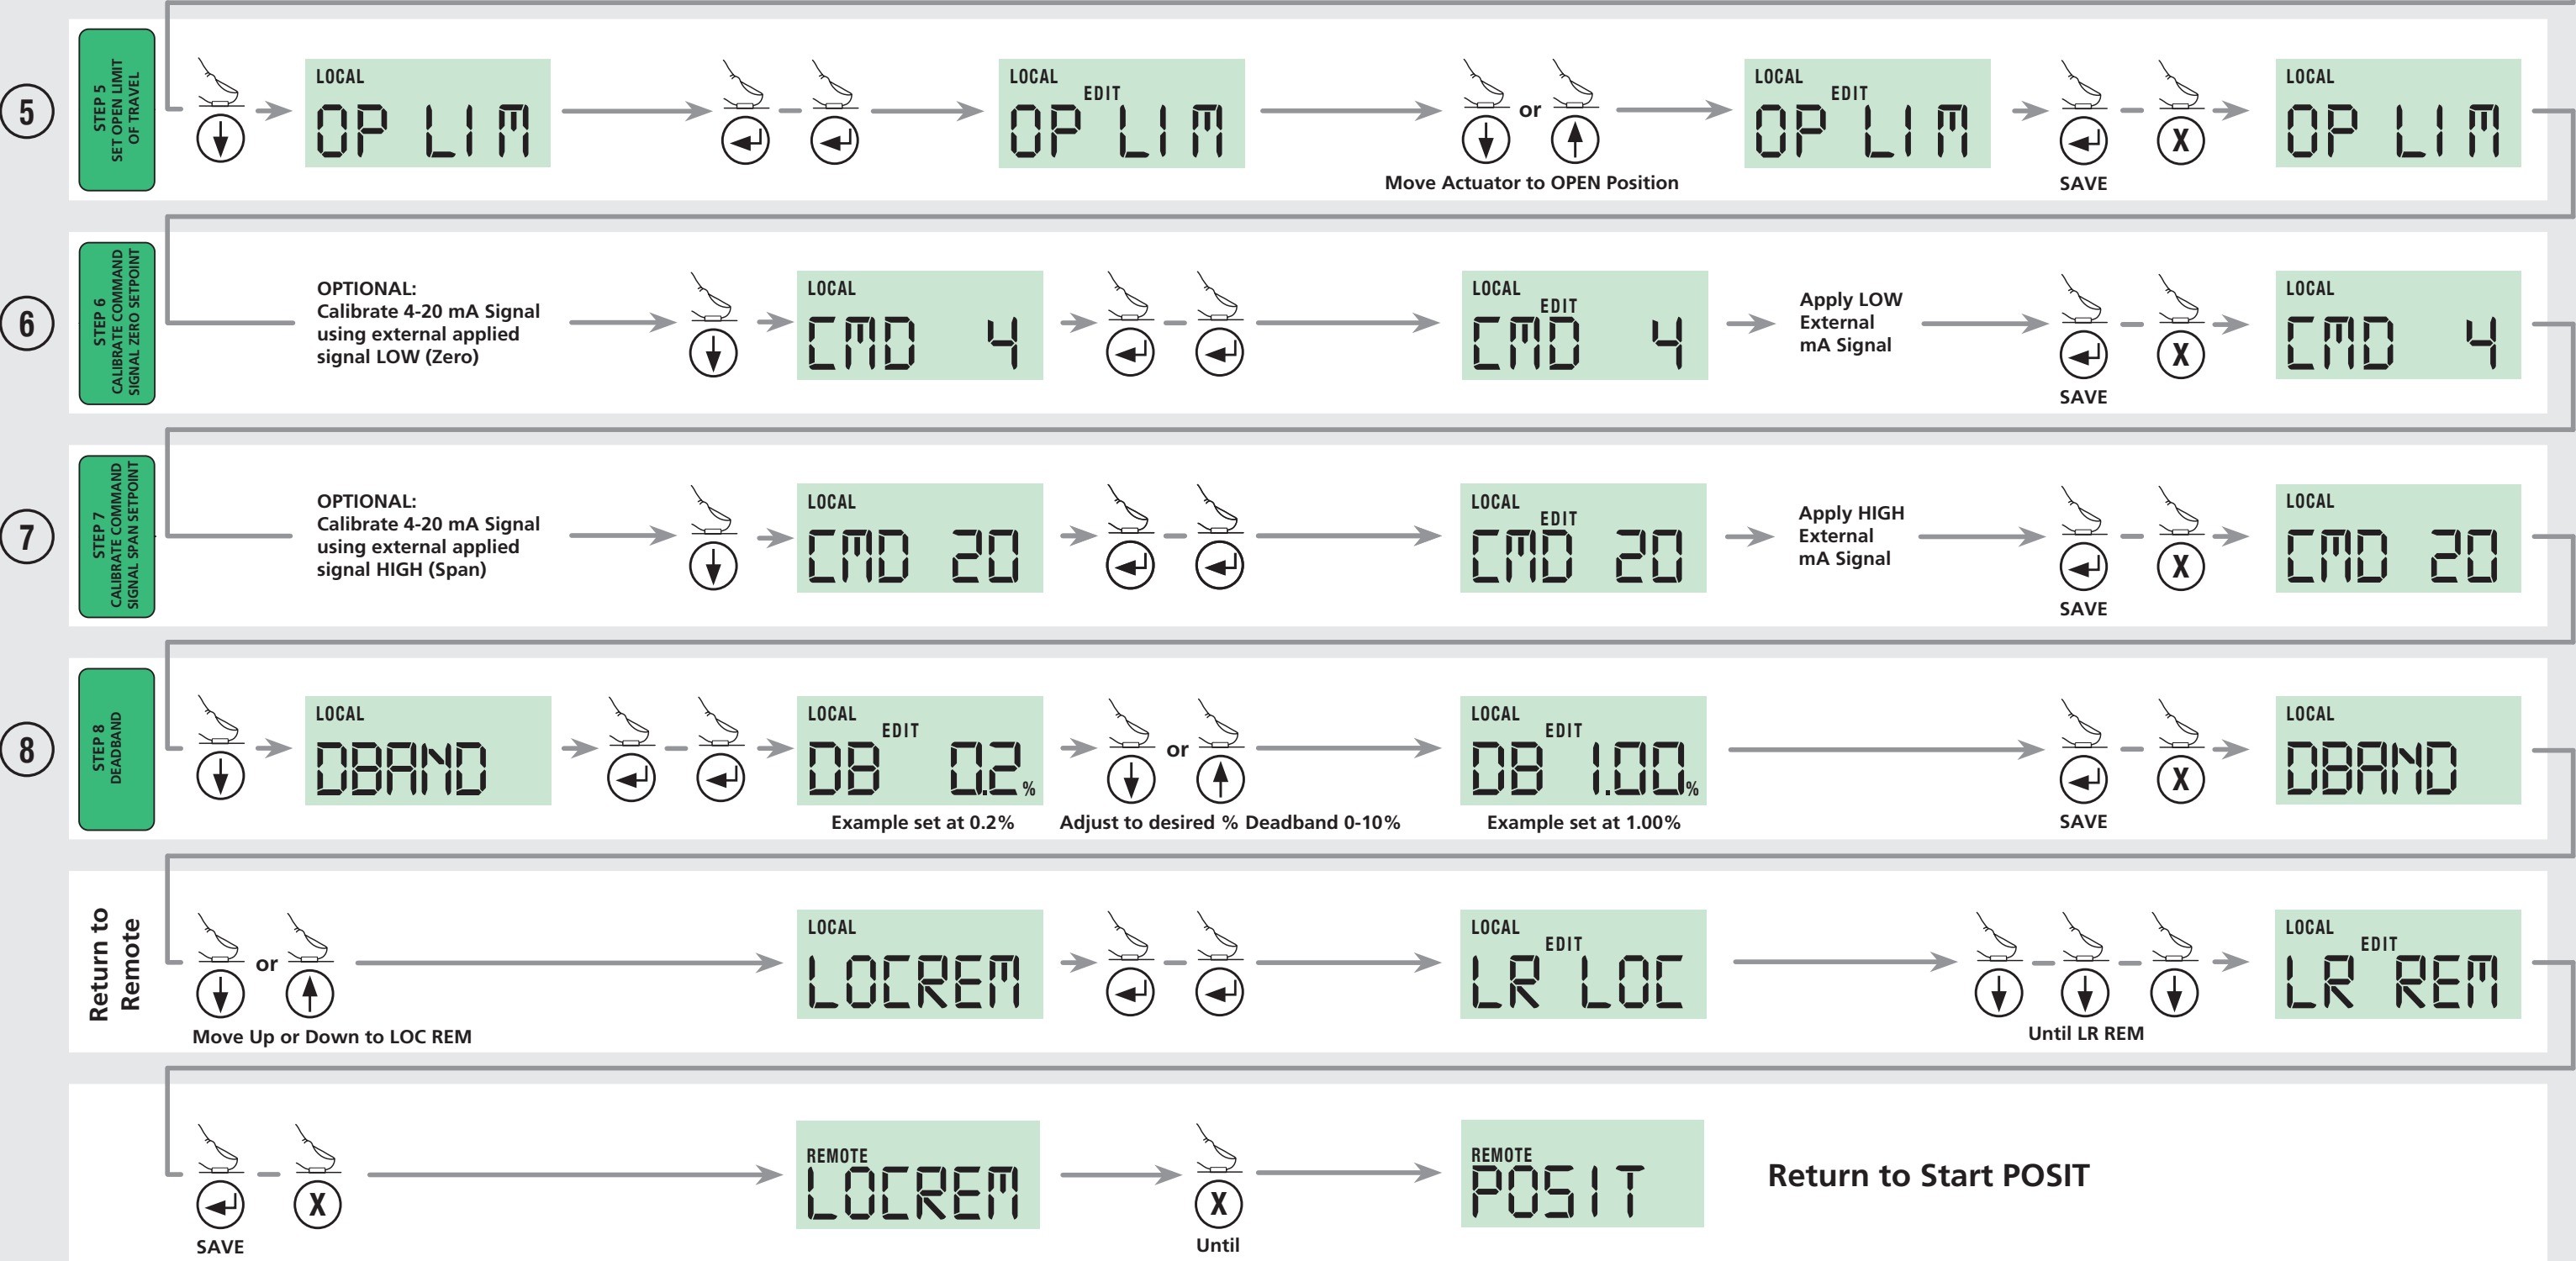 5
STEP 5
SET OPEN LIMIT
OF TRAVEL
LOCAL
OP LIM
LOCAL
EDIT
OP LIM
or
Move Actuator to OPEN Position
LOCAL
EDIT
OP LIM
X
SAVE
LOCAL
OP LIM
6
STEP 6
CALIBRATE COMMAND
SIGNAL ZERO SETPOINT
OPTIONAL:
Calibrate 4-20 mA Signal
using external applied
signal LOW (Zero)
LOCAL
CMD 4
LOCAL
EDIT
CMD 4
Apply LOW
External
mA Signal
X
SAVE
LOCAL
CMD 4
7
STEP 7
CALIBRATE COMMAND
SIGNAL SPAN SETPOINT
OPTIONAL:
Calibrate 4-20 mA Signal
using external applied
signal HIGH (Span)
LOCAL
CMD 20
LOCAL
EDIT
CMD 20
Apply HIGH
External
mA Signal
X
SAVE
LOCAL
CMD 20
8
STEP 8
DEADBAND
LOCAL
DBAND
LOCAL
EDIT
DB 0.2%
Example set at 0.2%
or
Adjust to desired % Deadband 0-10%
LOCAL
EDIT
DB 1.00%
Example set at 1.00%
X
SAVE
LOCAL
DBAND
Return to
Remote
or
Move Up or Down to LOC REM
LOCAL
LOCREM
LOCAL
EDIT
LR LOC
Until LR REM
LOCAL
EDIT
LR REM
X
SAVE
REMOTE
LOCREM
X
Until
REMOTE
POSIT
Return to Start POSIT